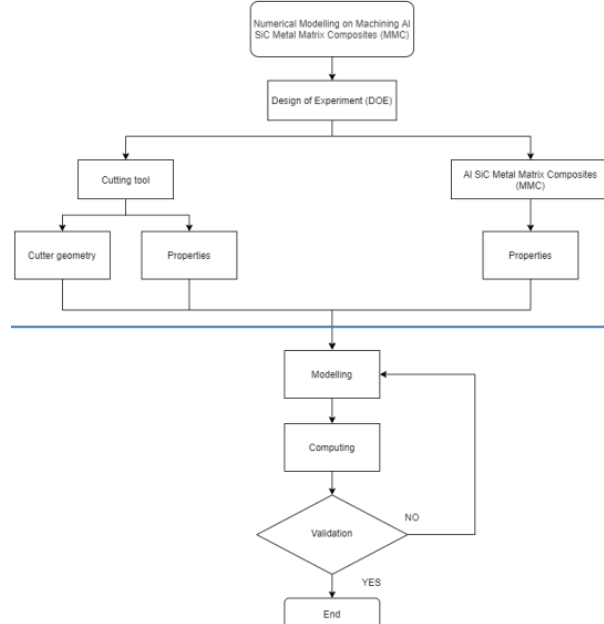 Numerical Modelling on Machining Al
SiC Metal Matrix Composites (MMC)
Design of Experiment (DOE)
Cutting tool
Al SiC Metal Matrix Composites
(MMC)
Cutter geometry
Properties
Properties
Modelling
Computing
Validation
NO
YES
End